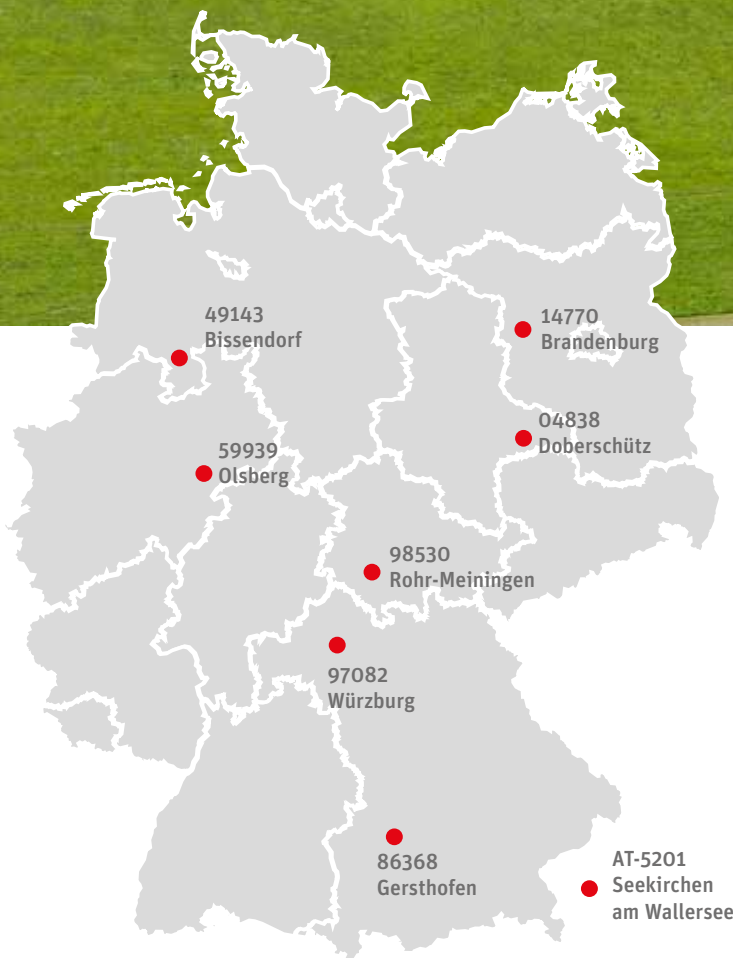 49143
Bissendorf
14770
Brandenburg
04838
Doberschütz
59939
Olsberg
98530
Rohr-Meiningen
97082
Würzburg
86368
Gersthofen
AT-5201
Seekirchen
am Wallersee